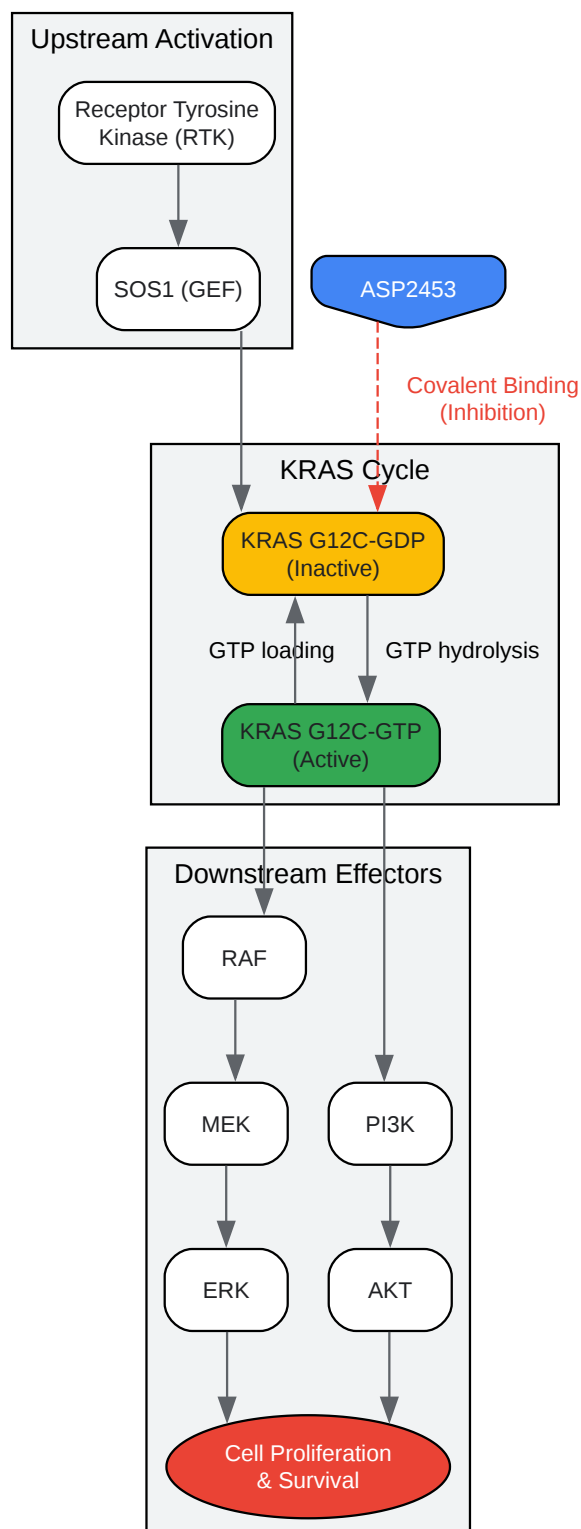 Upstream Activation
Receptor Tyrosine
Kinase (RTK)
SOS1 (GEF)
ASP2453
Covalent Binding
(Inhibition)
KRAS Cycle
KRAS G12C-GDP
(Inactive)
GTP loading
GTP hydrolysis
KRAS G12C-GTP
(Active)
Downstream Effectors
RAF
MEK
PI3K
ERK
AKT
Cell Proliferation
& Survival